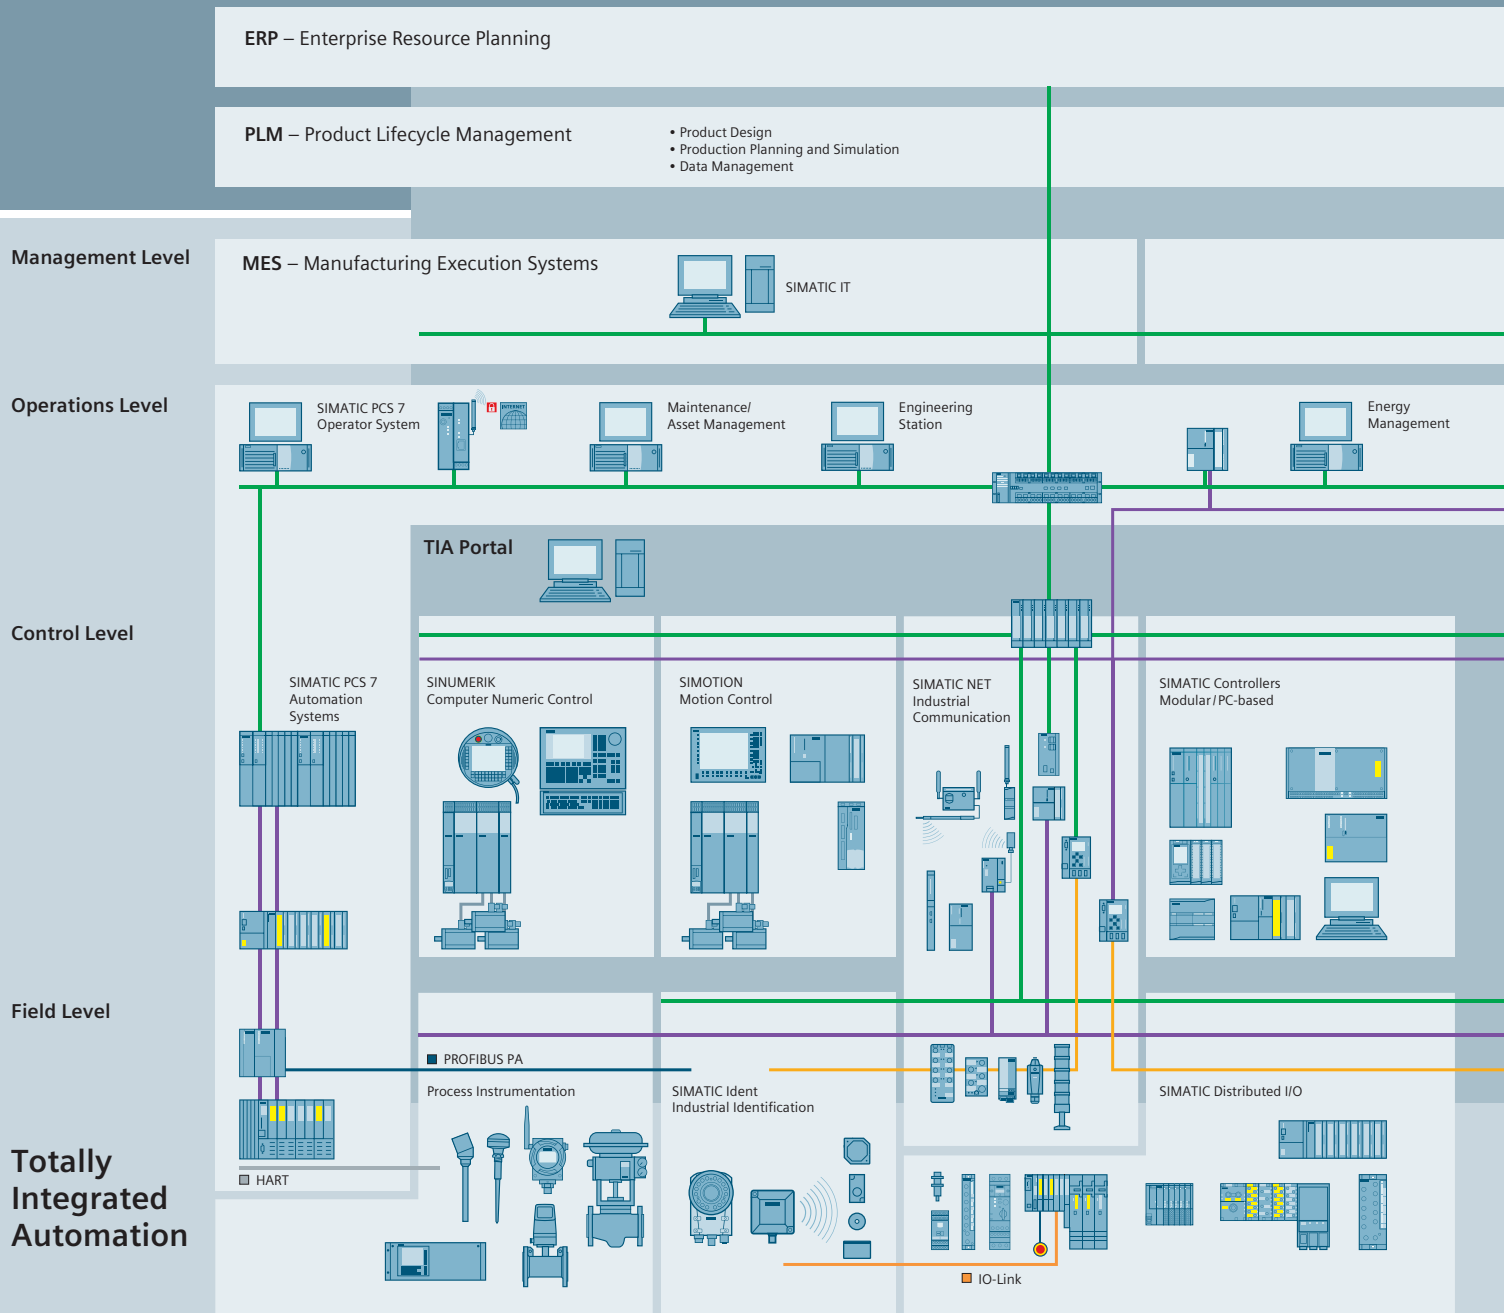 ERP – Enterprise Resource Planning
PLM – Product Lifecycle Management
• Product Design
• Production Planning and Simulation
• Data Management
Management Level
MES – Manufacturing Execution Systems
SIMATIC IT
Operations Level
SIMATIC PCS 7
Operator System
INTERNET
Maintenance/
Asset Management
Engineering
Station
Energy
Management
TIA Portal
Control Level
SIMATIC PCS 7
Automation
Systems
SINUMERIK
Computer Numeric Control
SIMOTION
Motion Control
SIMATIC NET
Industrial
Communication
SIMATIC Controllers
Modular/PC-based
Field Level
PROFIBUS PA
Process Instrumentation
SIMATIC Ident
Industrial Identification
SIMATIC Distributed I/O
HART
IO-Link
Totally
Integrated
Automation